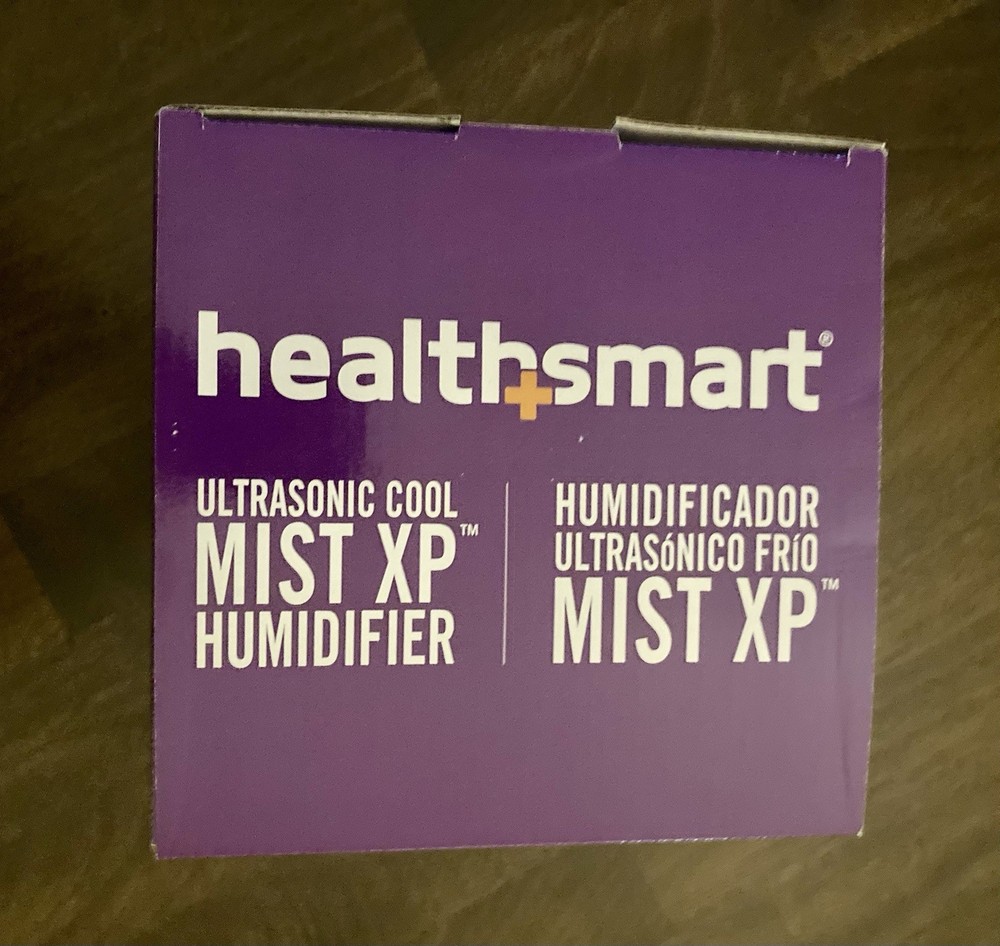 healthsmart®
ULTRASONIC COOL
MIST XP™
HUMIDIFIER
HUMIDIFICADOR
ULTRASóNICO FRíO
MIST XP™